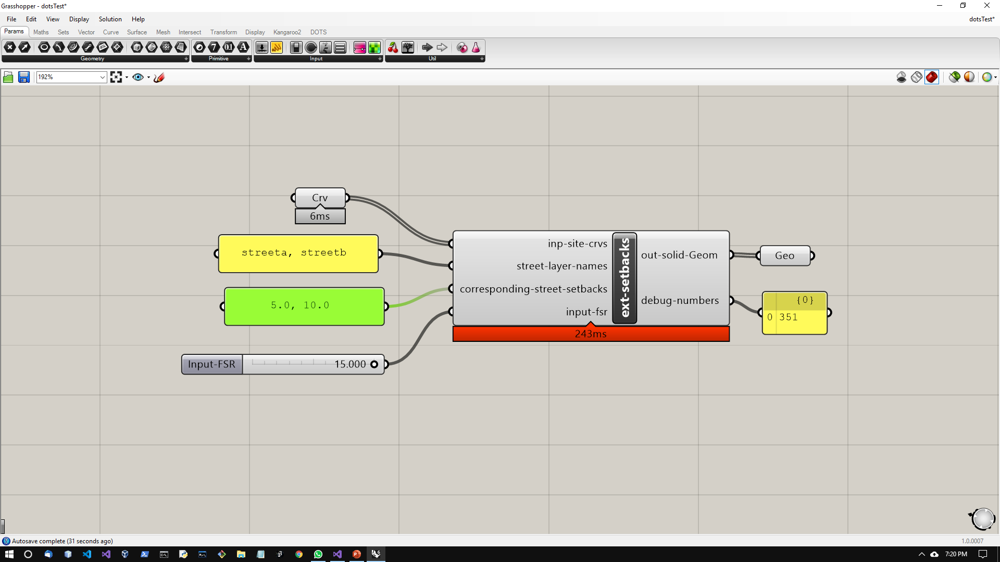 Grasshopper - dotsTest*
File Edit View Display Solution Help dotsTest*
Params Maths Sets Vector Curve Surface Mesh Intersect Transform Display Kangaroo2 DOTS
Geometry Primitive Input Util
192%
Crv
6ms
streeta, streetb
5.0, 10.0
Input-FSR 15.000
inp-site-crvs
street-layer-names
corresponding-street-setbacks
input-fsr
ext-setbacks
out-solid-Geom
debug-numbers
243ms
Geo
{0}
0 351
Autosave complete (31 seconds ago) 1.0.0007
7:20 PM